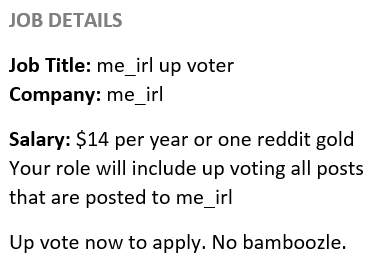 JOB DETAILS
Job Title: me_irl up voter
Company: me_irl
Salary: $14 per year or one reddit gold
Your role will include up voting all posts
that are posted to me_irl
Up vote now to apply. No bamboozle.